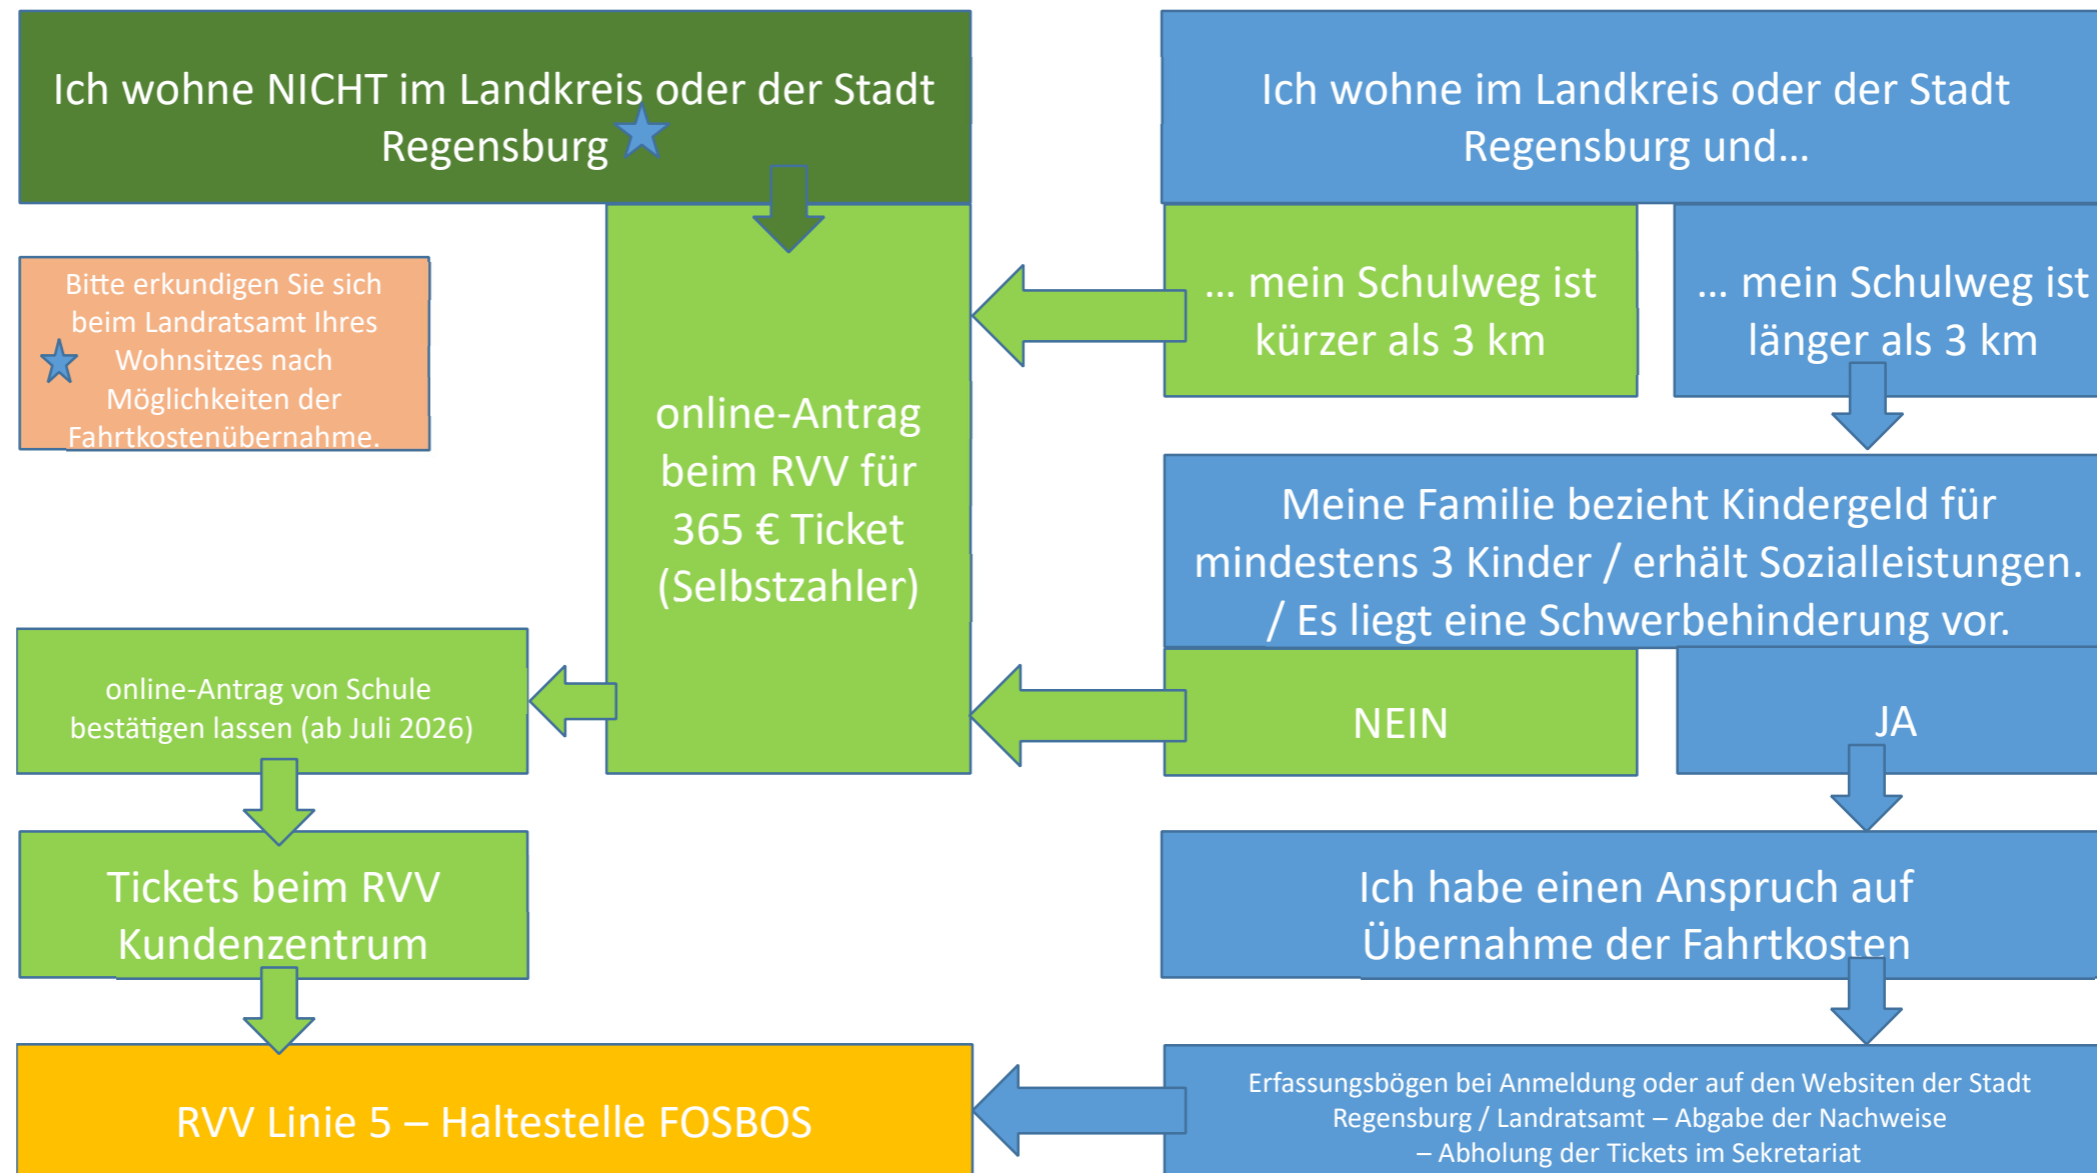 Ich wohne NICHT im Landkreis oder der Stadt
Regensburg
Ich wohne im Landkreis oder der Stadt
Regensburg und...
Bitte erkundigen Sie sich
beim Landratsamt Ihres
Wohnsitzes nach
Möglichkeiten der
Fahrtkostenübernahme.
online-Antrag
beim RVV für
365 € Ticket
(Selbstzahler)
... mein Schulweg ist
kürzer als 3 km
... mein Schulweg ist
länger als 3 km
Meine Familie bezieht Kindergeld für
mindestens 3 Kinder / erhält Sozialleistungen.
/ Es liegt eine Schwerbehinderung vor.
online-Antrag von Schule
bestätigen lassen (ab Juli 2026)
NEIN
JA
Tickets beim RVV
Kundenzentrum
Ich habe einen Anspruch auf
Übernahme der Fahrtkosten
RVV Linie 5 – Haltestelle FOSBOS
Erfassungsbögen bei Anmeldung oder auf den Websiten der Stadt
Regensburg / Landratsamt – Abgabe der Nachweise
– Abholung der Tickets im Sekretariat